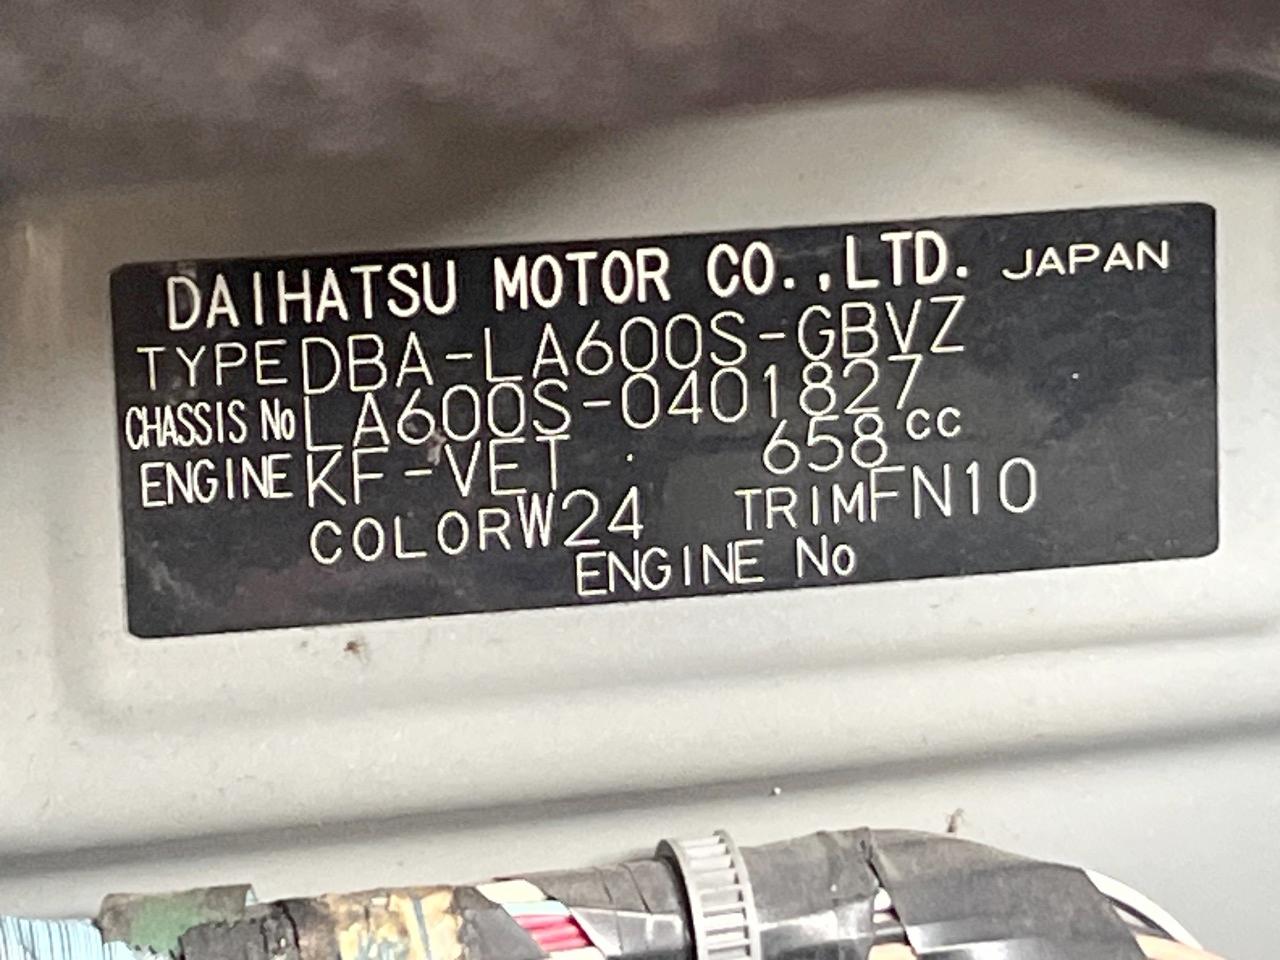 DAIHATSU MOTOR CO.,LTD. JAPAN
TYPE DBA-LA600S-GBVZ
CHASSIS No LA600S-0401827
ENGINE KF-VET 658 cc
COLOR W24 TRIM FN10
ENGINE No